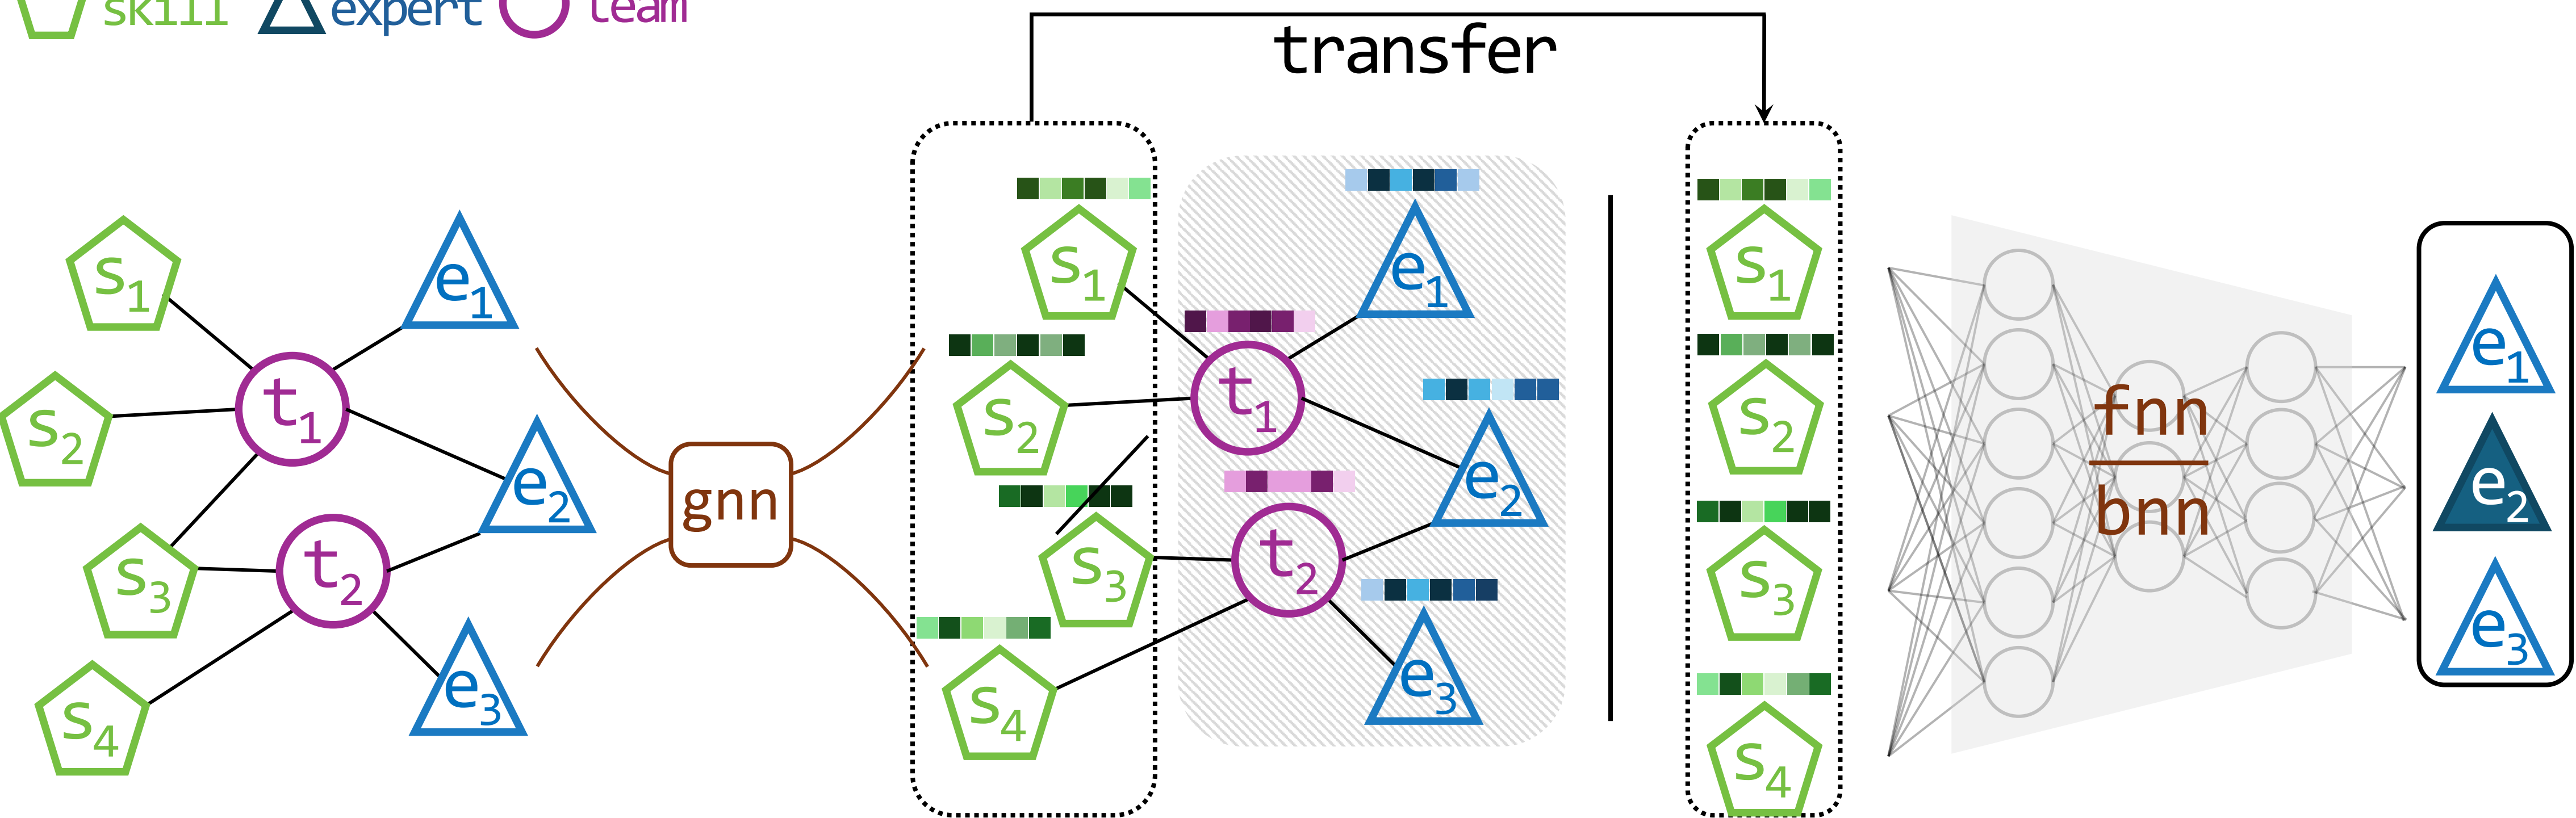 skill expert team
transfer
s1
s2
s3
s4
t1
t2
e1
e2
e3
gnn
s1
s2
s3
s4
t1
t2
e1
e2
e3
s1
s2
s3
s4
fnn
bnn
e1
e2
e3